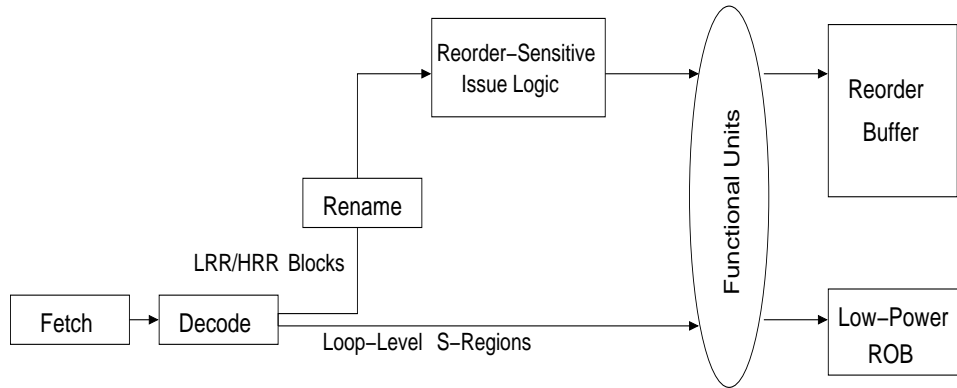 Reorder–Sensitive
Issue Logic
Reorder
Buffer
Functional Units
Rename
LRR/HRR Blocks
Fetch
Decode
Loop–Level S–Regions
Low–Power
ROB